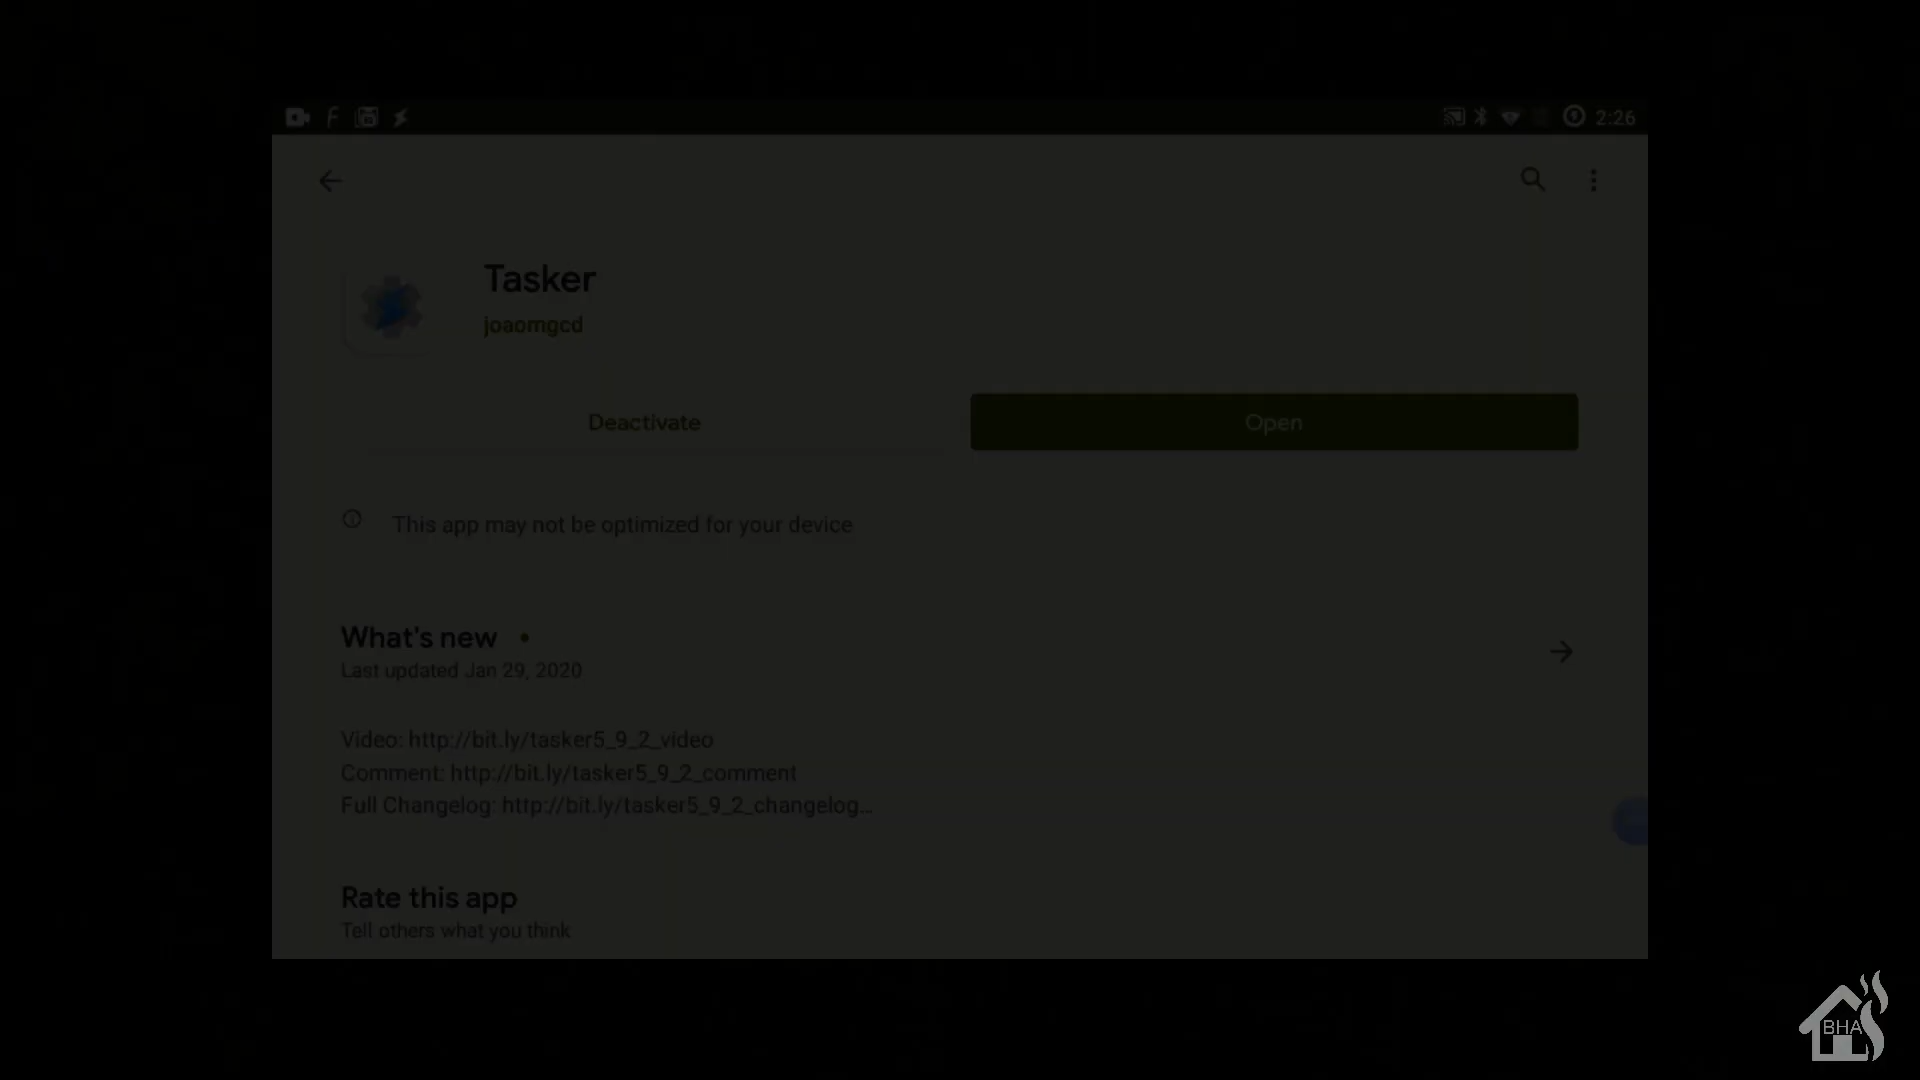 2:26
Tasker
joaomgcd
Deactivate
Open
This app may not be optimized for your device
What's new
Last updated Jan 29, 2020
Video: http://bit.ly/tasker5_9_2_video
Comment: http://bit.ly/tasker5_9_2_comment
Full Changelog: http://bit.ly/tasker5_9_2_changelog...
Rate this app
Tell others what you think
BHA